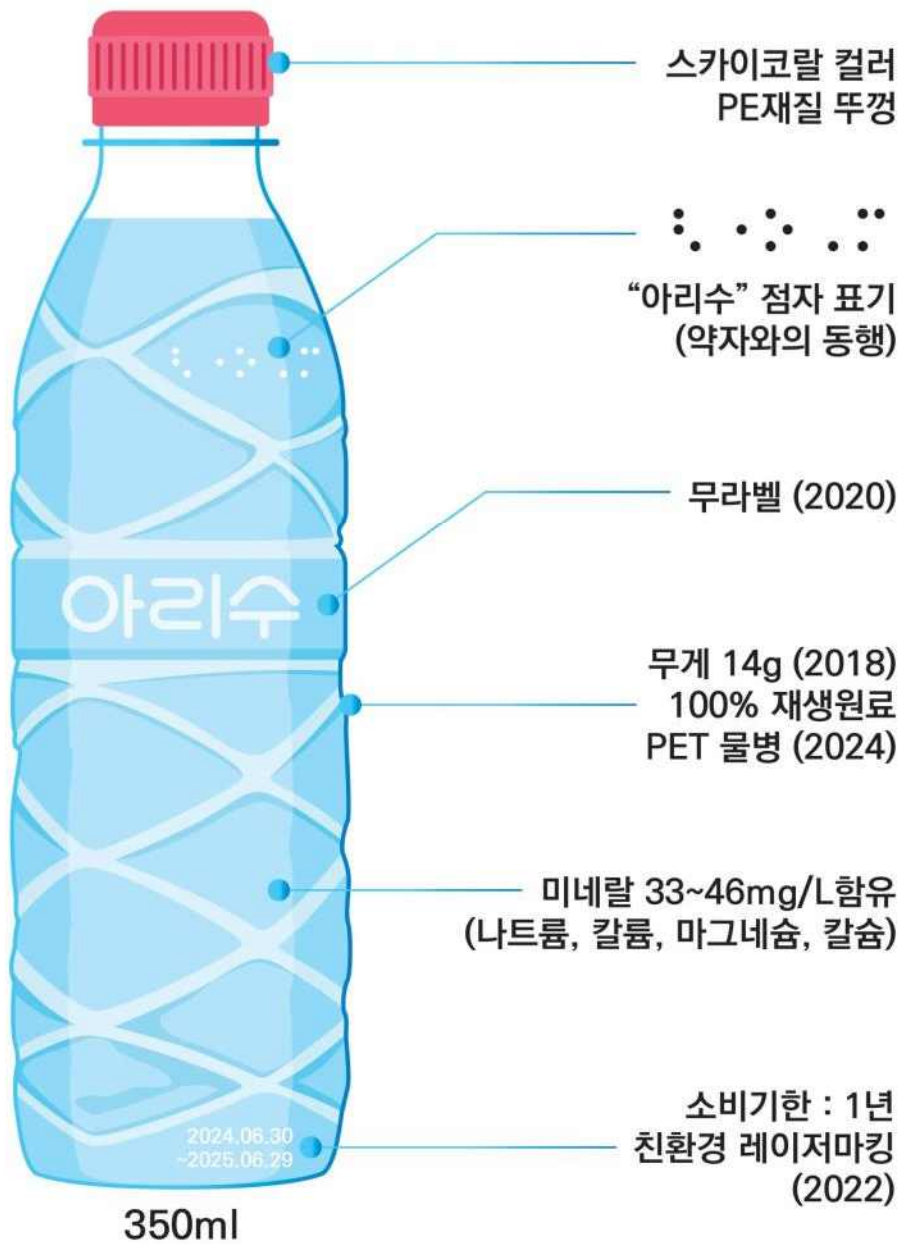 스카이코랄 컬러
PE재질 뚜껑
⠣ ⠐⠕ ⠠⠍
“아리수” 점자 표기
(약자와의 동행)
무라벨 (2020)
아리수
무게 14g (2018)
100% 재생원료
PET 물병 (2024)
미네랄 33~46mg/L함유
(나트륨, 칼륨, 마그네슘, 칼슘)
소비기한 : 1년
친환경 레이저마킹
(2022)
2024.06.30
~2025.06.29
350ml